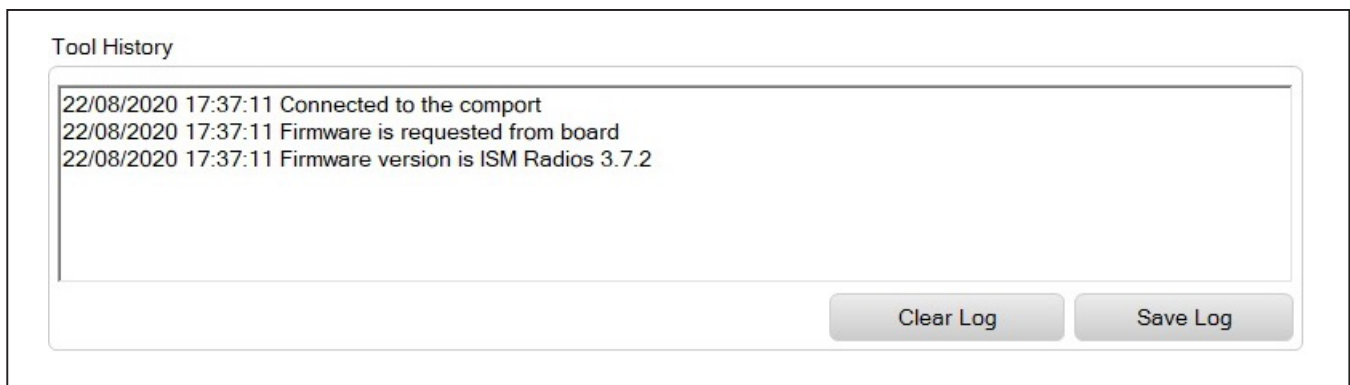 Tool History
22/08/2020 17:37:11 Connected to the comport
22/08/2020 17:37:11 Firmware is requested from board
22/08/2020 17:37:11 Firmware version is ISM Radios 3.7.2
Clear Log Save Log